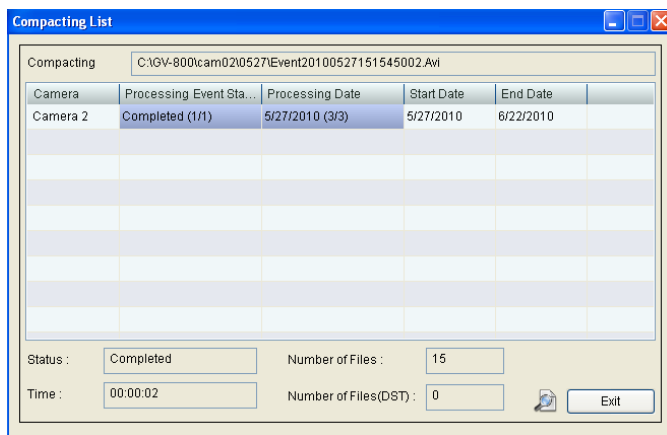 Compacting List
Compacting C:\GV-800\cam02\0527\Event20100527151545002.Avi
Camera Processing Event Sta... Processing Date Start Date End Date
Camera 2 Completed (1/1) 5/27/2010 (3/3) 5/27/2010 6/22/2010
Status : Completed Number of Files : 15
Time : 00:00:02 Number of Files(DST) : 0 Exit